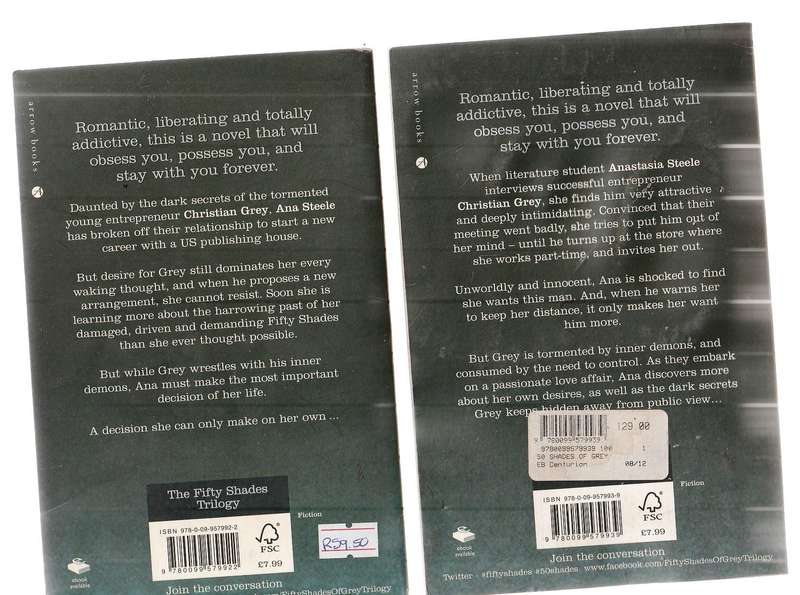 arrow books
Romantic, liberating and totally
addictive, this is a novel that will
obsess you, possess you, and
stay with you forever.
Daunted by the dark secrets of the tormented
young entrepreneur Christian Grey, Ana Steele
has broken off their relationship to start a new
career with a US publishing house.
But desire for Grey still dominates her every
waking thought, and when he proposes a new
arrangement, she cannot resist. Soon she is
learning more about the harrowing past of her
damaged, driven and demanding Fifty Shades
than she ever thought possible.
But while Grey wrestles with his inner
demons, Ana must make the most important
decision of her life.
A decision she can only make on her own ...
The Fifty Shades
Trilogy
ISBN 978-0-09-957992-2
9 780099 579922
FSC
£7.99
Fiction
R59.50
ebook
available
Join the conversation
.com/FiftyShadesOfGreyTrilogy
arrow books
Romantic, liberating and totally
addictive, this is a novel that will
obsess you, possess you, and
stay with you forever.
When literature student Anastasia Steele
interviews successful entrepreneur
Christian Grey, she finds him very attractive
and deeply intimidating. Convinced that their
meeting went badly, she tries to put him out of
her mind – until he turns up at the store where
she works part-time, and invites her out.
Unworldly and innocent, Ana is shocked to find
she wants this man. And, when he warns her
to keep her distance, it only makes her want
him more.
But Grey is tormented by inner demons, and
consumed by the need to control. As they embark
on a passionate love affair, Ana discovers more
about her own desires, as well as the dark secrets
Grey keeps hidden away from public view...
129.00
9 780099 579939
9780099579939 100 1
50 SHADES OF GREY
EB Centurion 08/12
ISBN 978-0-09-957993-9
9 780099 579939
FSC
£7.99
Fiction
ebook
available
Join the conversation
Twitter - #fiftyshades #50shades www.facebook.com/FiftyShadesOfGreyTrilogy